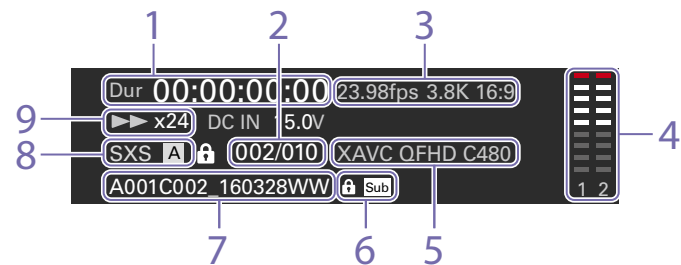 1 2 3
Dur 00:00:00:00 23.98fps 3.8K 16:9
9 x24 DC IN 15.0V 4
8 SXS A 002/010 XAVC QFHD C480
A001C002_160328WW Sub 1 2
7 6 5